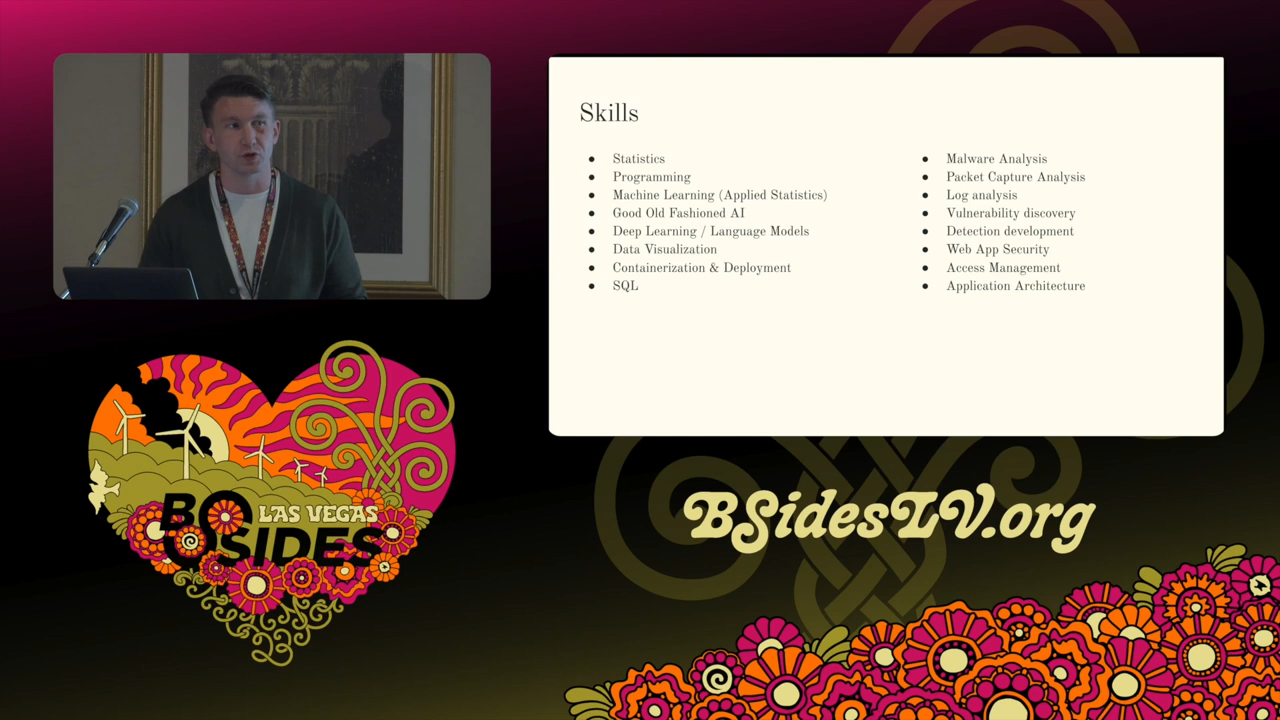 Skills
Statistics
Programming
Machine Learning (Applied Statistics)
Good Old Fashioned AI
Deep Learning / Language Models
Data Visualization
Containerization & Deployment
SQL
Malware Analysis
Packet Capture Analysis
Log analysis
Vulnerability discovery
Detection development
Web App Security
Access Management
Application Architecture
BSidesLV.org
LAS VEGAS
BSIDES